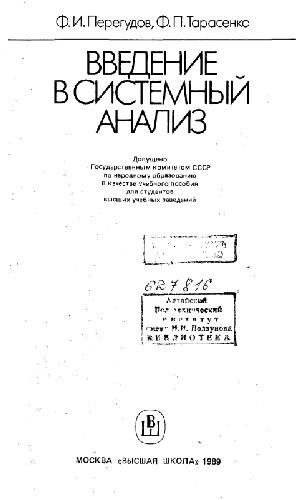 Ф. И. Перегудов, Ф. П. Тарасенко
ВВЕДЕНИЕ
В СИСТЕМНЫЙ
АНАЛИЗ
Допущено
Государственным комитетом СССР
по народному образованию
в качестве учебного пособия
для студентов
высших учебных заведений
627816
Алтайский
Политехнический
институт
имени И. И. Ползунова
БИБЛИОТЕКА
МОСКВА «ВЫСШАЯ ШКОЛА» 1989